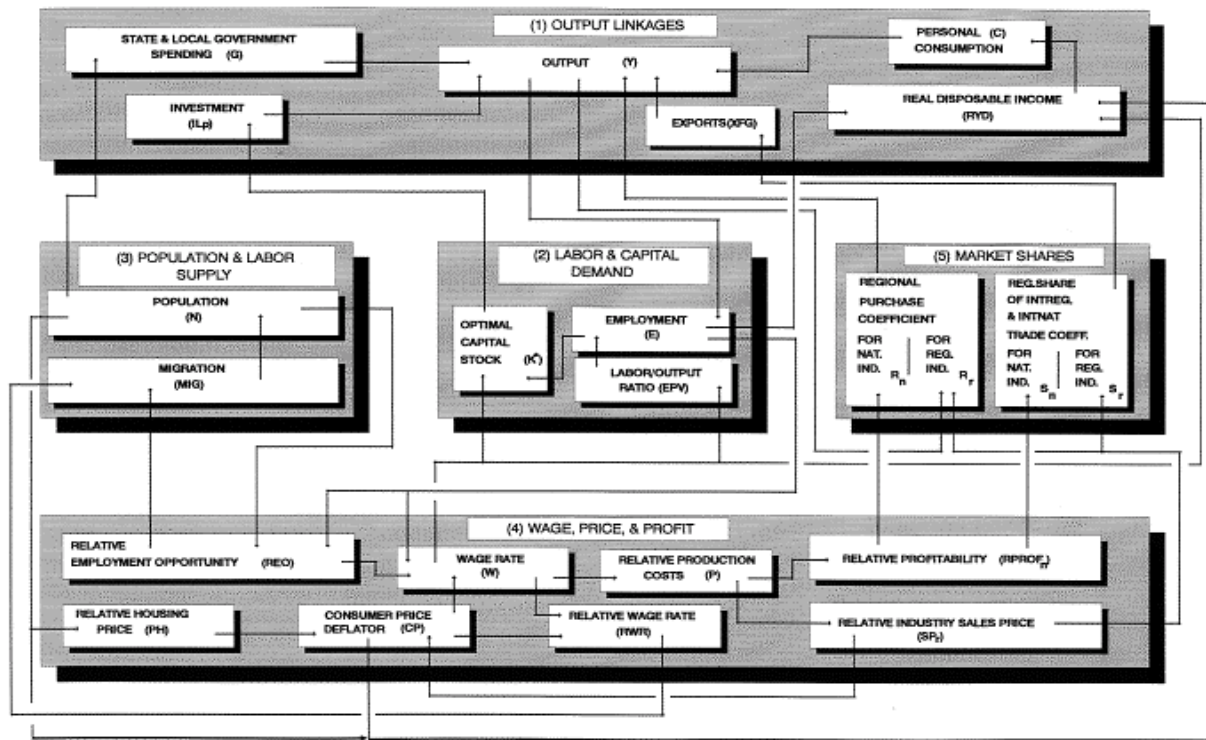 (1) OUTPUT LINKAGES
STATE & LOCAL GOVERNMENT
SPENDING (G)
OUTPUT (Y)
PERSONAL (C)
CONSUMPTION
INVESTMENT
(ILp)
EXPORTS(XFG)
REAL DISPOSABLE INCOME
(RYD)
(3) POPULATION & LABOR
SUPPLY
POPULATION
(N)
MIGRATION
(MIG)
(2) LABOR & CAPITAL
DEMAND
OPTIMAL
CAPITAL
STOCK (K*)
EMPLOYMENT
(E)
LABOR/OUTPUT
RATIO (EPV)
(5) MARKET SHARES
REGIONAL
PURCHASE
COEFFICIENT
FOR
NAT.
IND. Rn
FOR
REG.
IND. Rr
REG.SHARE
OF INTREG.
& INTNAT
TRADE COEFF.
FOR
NAT.
IND. Sn
FOR
REG.
IND. Sr
(4) WAGE, PRICE, & PROFIT
RELATIVE
EMPLOYMENT OPPORTUNITY (REO)
WAGE RATE
(W)
RELATIVE PRODUCTION
COSTS (P)
RELATIVE PROFITABILITY (RPROFn)
RELATIVE HOUSING
PRICE (PH)
CONSUMER PRICE
DEFLATOR (CP)
RELATIVE WAGE RATE
(RWR)
RELATIVE INDUSTRY SALES PRICE
(SPr)